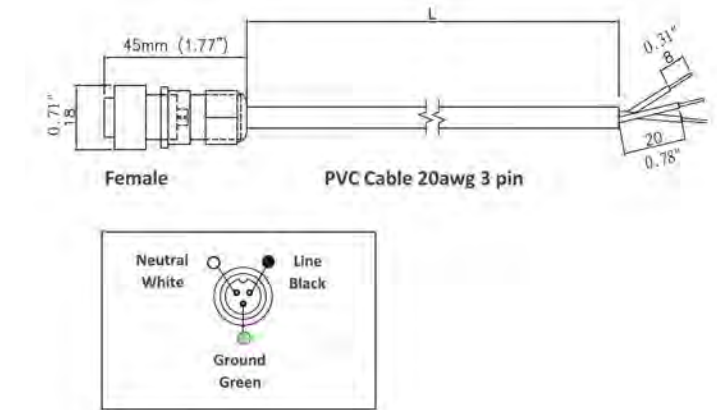 L
45mm (1.77")
0.31"
8
0.71"
18
20
0.78"
Female
PVC Cable 20awg 3 pin
Neutral
White
Line
Black
Ground
Green